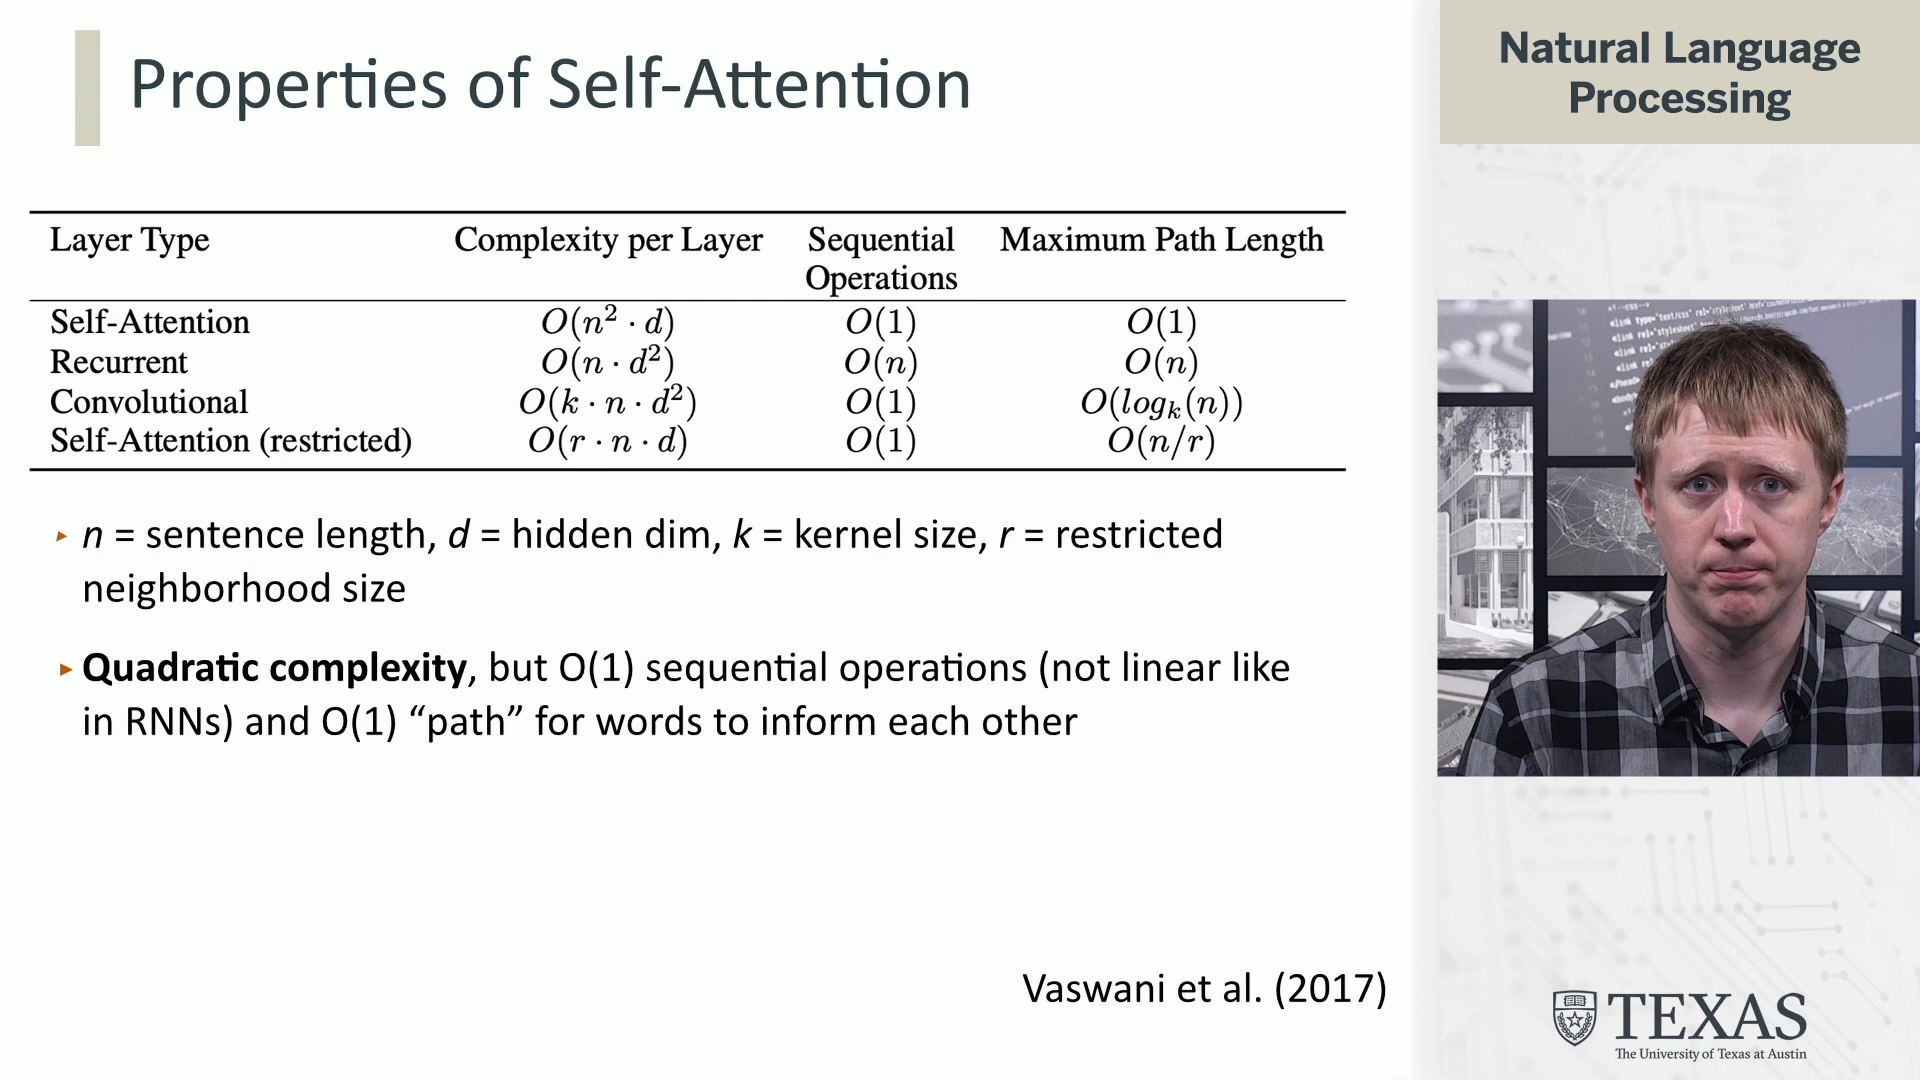 Properties of Self-Attention
Natural Language
Processing
Layer Type Complexity per Layer Sequential Maximum Path Length
Operations
Self-Attention O(n² · d) O(1) O(1)
Recurrent O(n · d²) O(n) O(n)
Convolutional O(k · n · d²) O(1) O(logₖ(n))
Self-Attention (restricted) O(r · n · d) O(1) O(n/r)
▸ n = sentence length, d = hidden dim, k = kernel size, r = restricted
neighborhood size
▸ Quadratic complexity, but O(1) sequential operations (not linear like
in RNNs) and O(1) “path” for words to inform each other
Vaswani et al. (2017)
TEXAS
The University of Texas at Austin